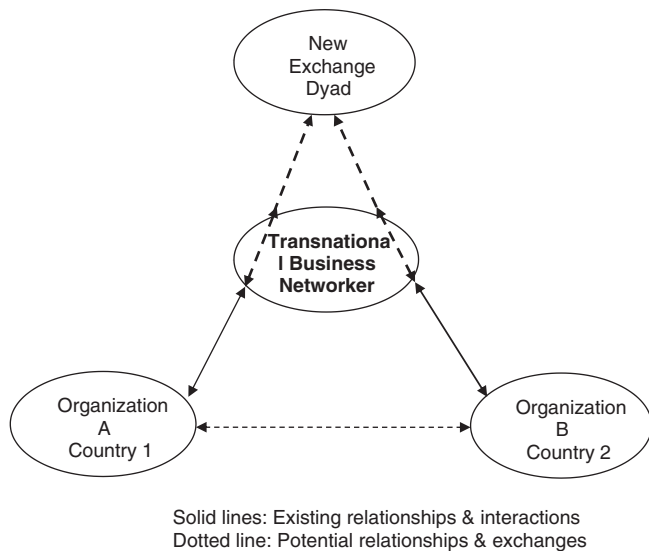 New
Exchange
Dyad
Transnationa
l Business
Networker
Organization
A
Country 1
Organization
B
Country 2
Solid lines: Existing relationships & interactions
Dotted line: Potential relationships & exchanges